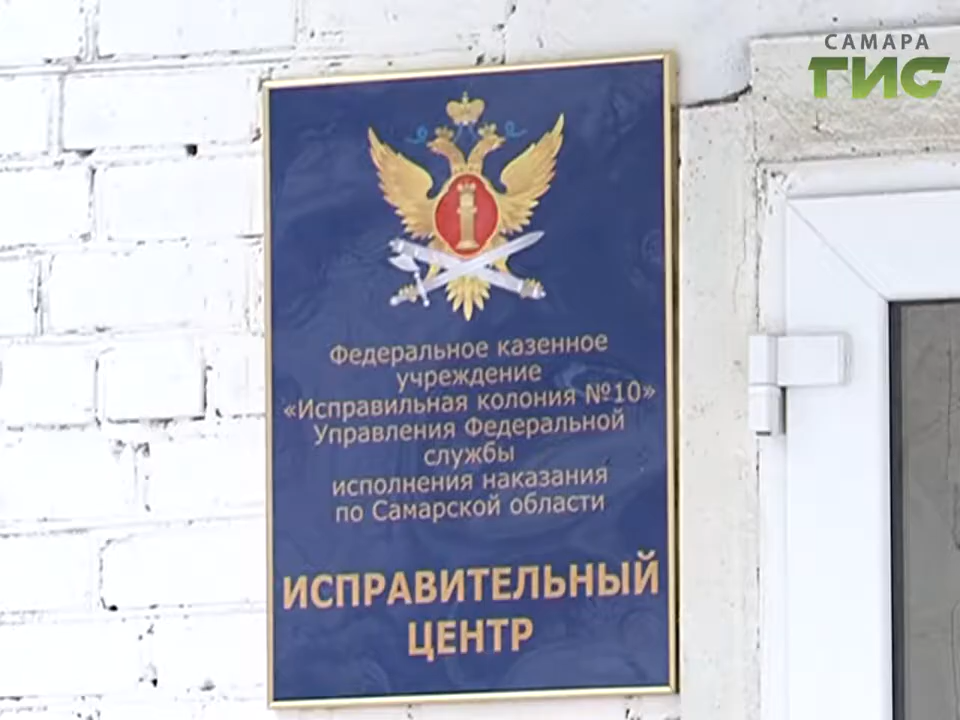 САМАРА
ГИС
Федеральное казенное
учреждение
«Исправильная колония №10»
Управления Федеральной
службы
исполнения наказания
по Самарской области
ИСПРАВИТЕЛЬНЫЙ
ЦЕНТР